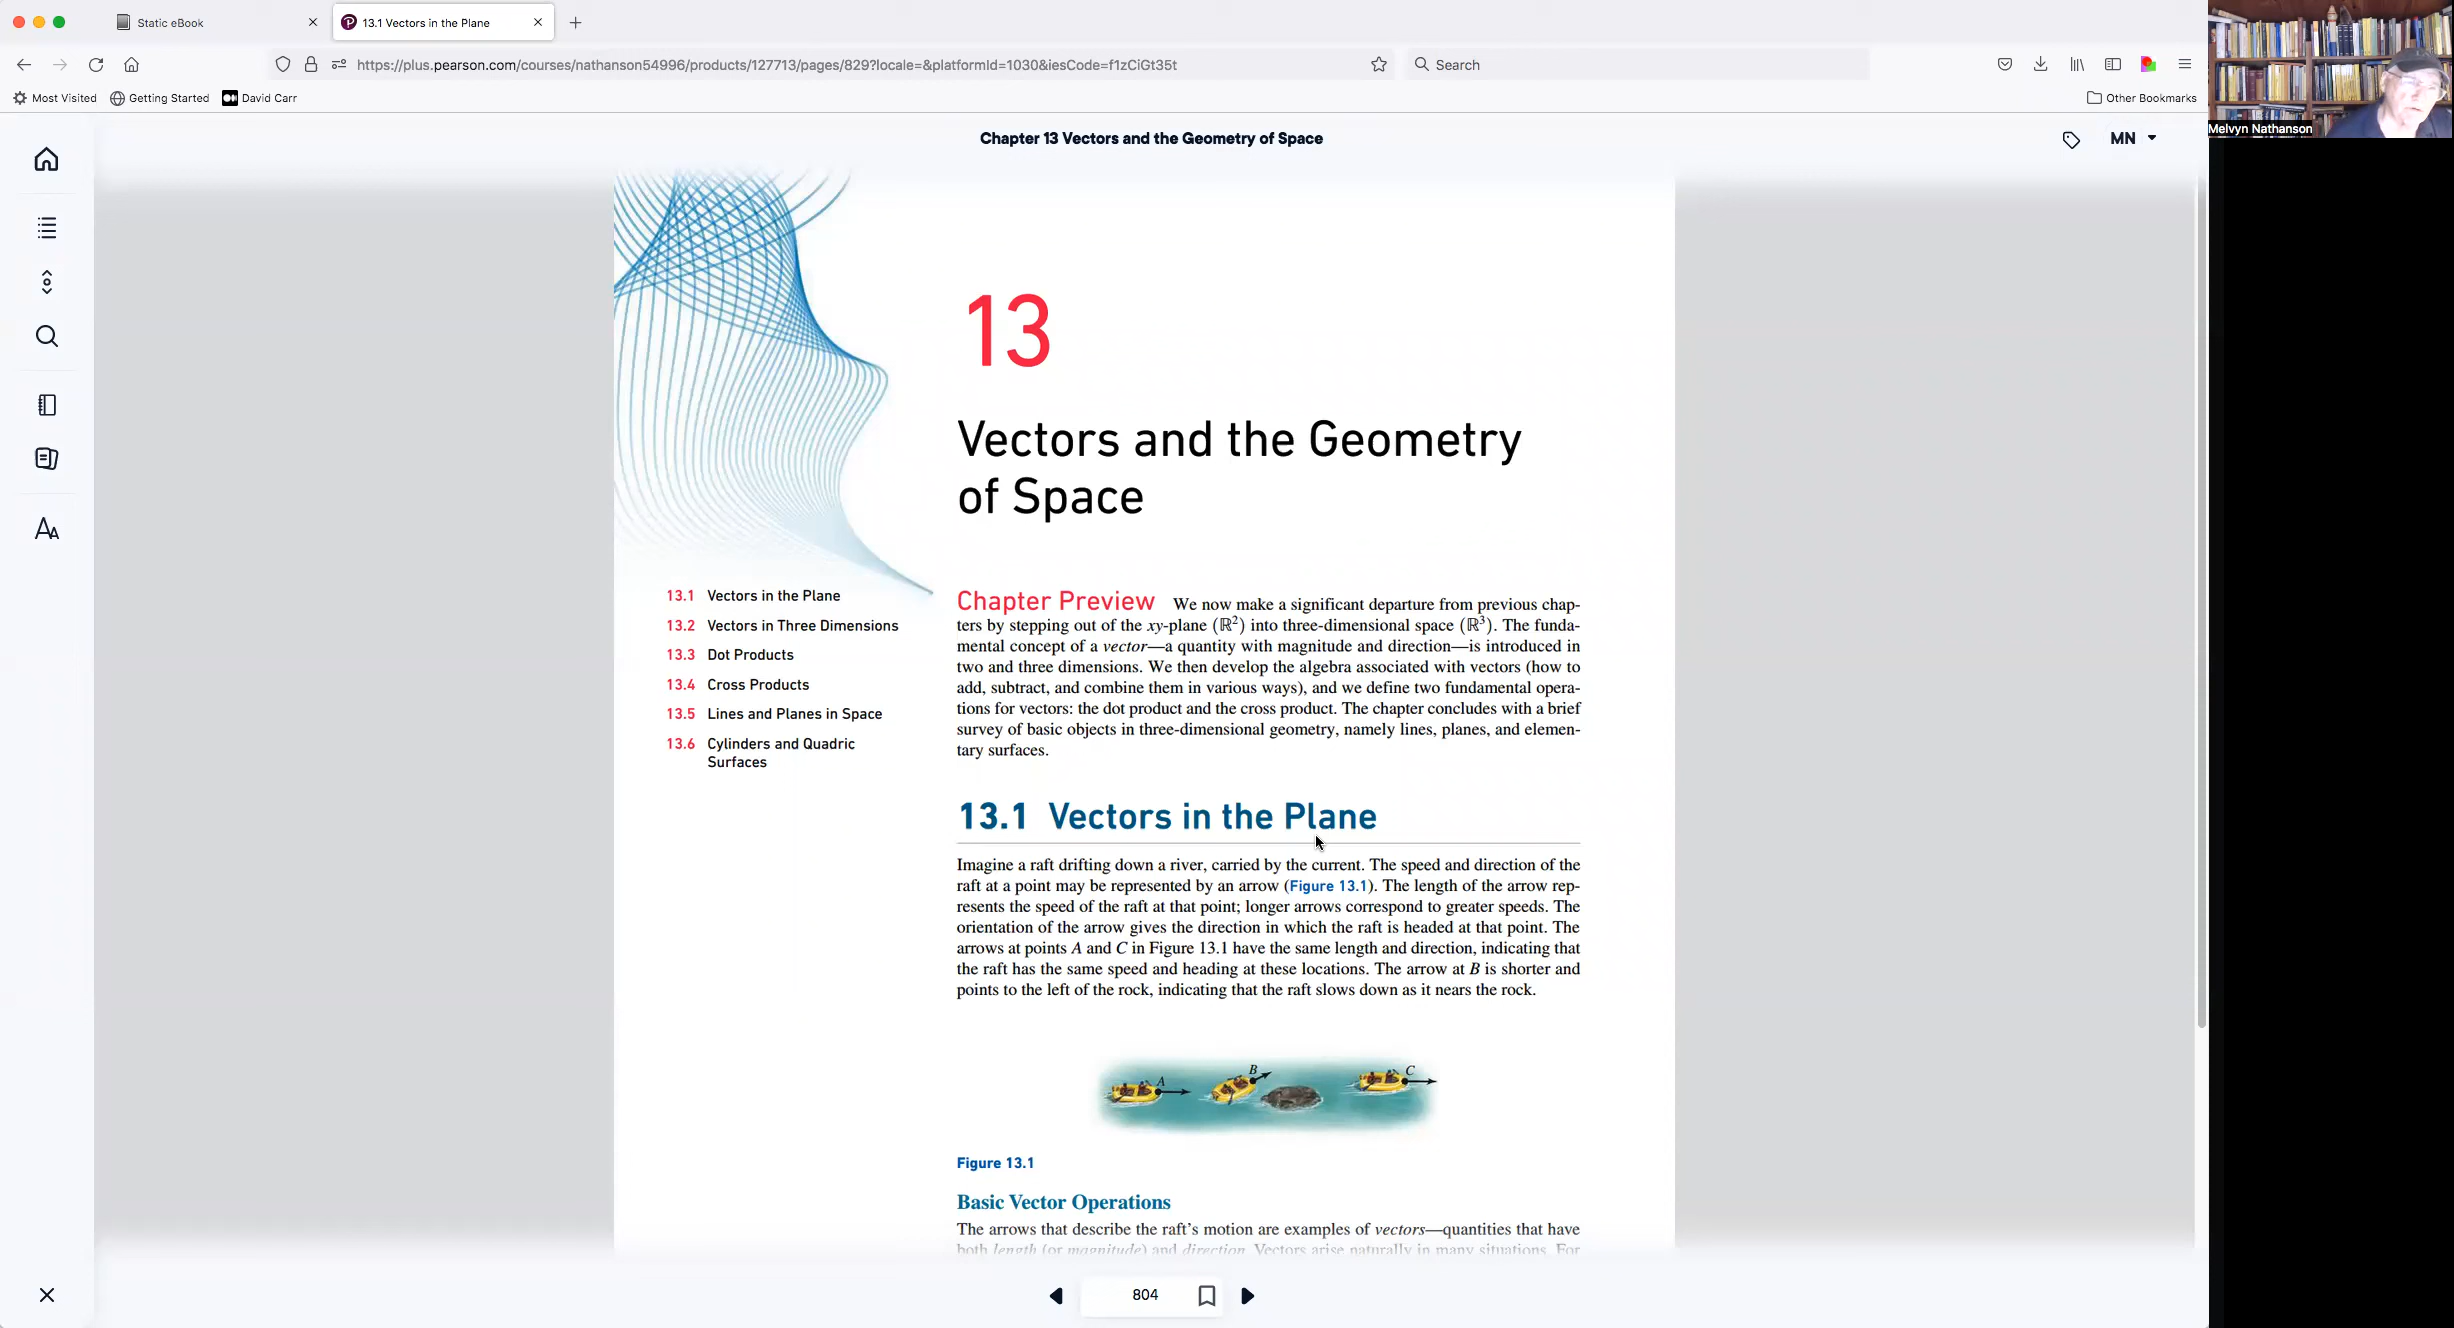 Static eBook
13.1 Vectors in the Plane
https://plus.pearson.com/courses/nathanson54996/products/127713/pages/829?locale=&platformId=1030&iesCode=f1zCiGt35t
Search
Most Visited
Getting Started
David Carr
Other Bookmarks
Melvyn Nathanson
Chapter 13 Vectors and the Geometry of Space
MN
13
Vectors and the Geometry
of Space
13.1 Vectors in the Plane
13.2 Vectors in Three Dimensions
13.3 Dot Products
13.4 Cross Products
13.5 Lines and Planes in Space
13.6 Cylinders and Quadric
Surfaces
Chapter Preview We now make a significant departure from previous chap-
ters by stepping out of the xy-plane (ℝ²) into three-dimensional space (ℝ³). The funda-
mental concept of a vector—a quantity with magnitude and direction—is introduced in
two and three dimensions. We then develop the algebra associated with vectors (how to
add, subtract, and combine them in various ways), and we define two fundamental opera-
tions for vectors: the dot product and the cross product. The chapter concludes with a brief
survey of basic objects in three-dimensional geometry, namely lines, planes, and elemen-
tary surfaces.
13.1 Vectors in the Plane
Imagine a raft drifting down a river, carried by the current. The speed and direction of the
raft at a point may be represented by an arrow (Figure 13.1). The length of the arrow rep-
resents the speed of the raft at that point; longer arrows correspond to greater speeds. The
orientation of the arrow gives the direction in which the raft is headed at that point. The
arrows at points A and C in Figure 13.1 have the same length and direction, indicating that
the raft has the same speed and heading at these locations. The arrow at B is shorter and
points to the left of the rock, indicating that the raft slows down as it nears the rock.
A
B
C
Figure 13.1
Basic Vector Operations
The arrows that describe the raft's motion are examples of vectors—quantities that have
both length (or magnitude) and direction. Vectors arise naturally in many situations. For
804